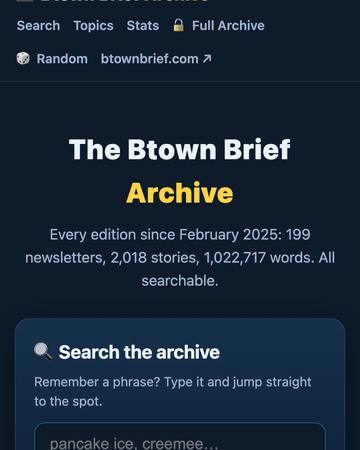 Search Topics Stats 🔓 Full Archive
🎲 Random btownbrief.com ↗
The Btown Brief
Archive
Every edition since February 2025: 199
newsletters, 2,018 stories, 1,022,717 words. All
searchable.
🔍 Search the archive
Remember a phrase? Type it and jump straight
to the spot.
pancake ice, creemee…